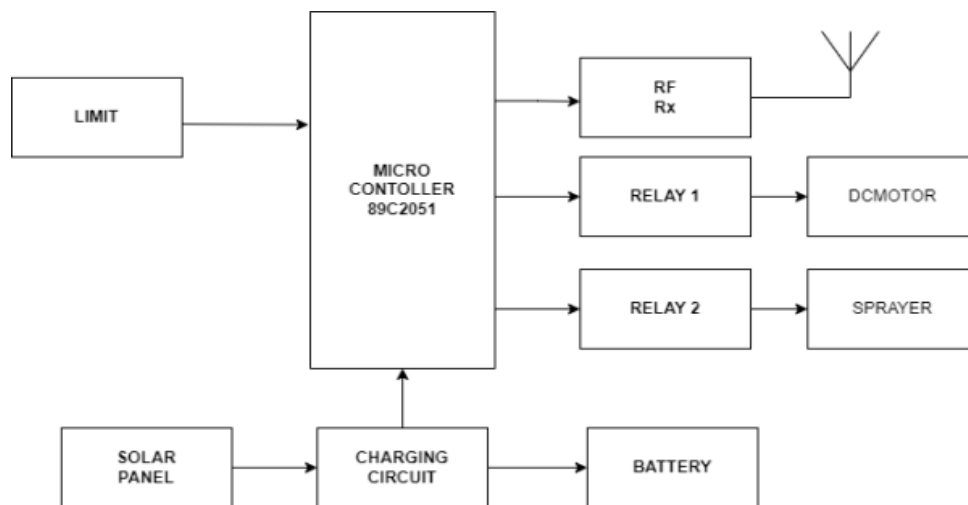 LIMIT
MICRO
CONTOLLER
89C2051
RF
Rx
RELAY 1
DCMOTOR
RELAY 2
SPRAYER
SOLAR
PANEL
CHARGING
CIRCUIT
BATTERY